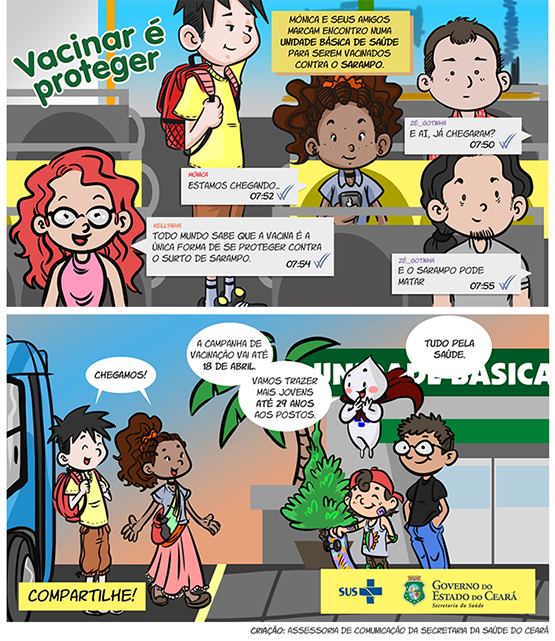 Vacinar é
proteger
MÔNICA E SEUS AMIGOS
MARCAM ENCONTRO NUMA
UNIDADE BÁSICA DE SAÚDE
PARA SEREM VACINADOS
CONTRA O SARAMPO.
ZÉ_GOTINHA
E AI, JÁ CHEGARAM?
07:50
MÔNICA
ESTAMOS CHEGANDO...
07:52
KELLYNHA
TODO MUNDO SABE QUE A VACINA É A
ÚNICA FORMA DE SE PROTEGER CONTRA
O SURTO DE SARAMPO.
07:54
ZÉ_GOTINHA
E O SARAMPO PODE
MATAR
07:55
CHEGAMOS!
A CAMPANHA DE
VACINAÇÃO VAI ATÉ
18 DE ABRIL.
VAMOS TRAZER
MAIS JOVENS
ATÉ 29 ANOS
AOS POSTOS.
TUDO PELA
SAÚDE.
UNIDADE BÁSICA
COMPARTILHE!
SUS
GOVERNO DO
ESTADO DO CEARÁ
Secretaria da Saúde
CRIAÇÃO: ASSESSORIA DE COMUNICAÇÃO DA SECRETARIA DA SAÚDE DO CEARÁ